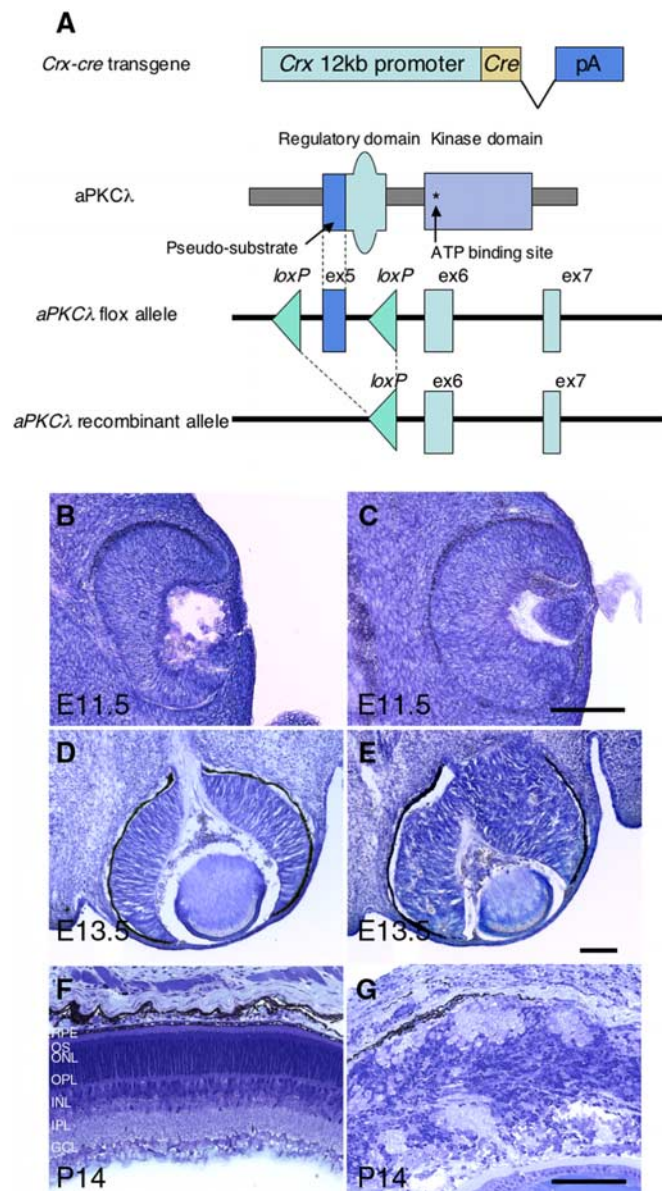 A
Crx-cre transgene
Crx 12kb promoter Cre pA
Regulatory domain Kinase domain
aPKCλ
*
Pseudo-substrate
ATP binding site
loxP ex5 loxP ex6 ex7
aPKCλ flox allele
loxP ex6 ex7
aPKCλ recombinant allele
B
E11.5
C
E11.5
D
E13.5
E
E13.5
F
RPE
OS
ONL
OPL
INL
IPL
GCL
P14
G
P14